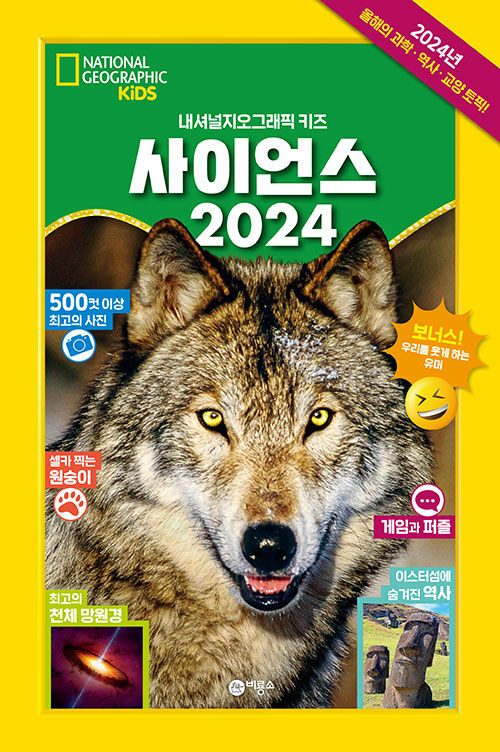 2024년
올해의 과학·역사·교양 토픽!
NATIONAL
GEOGRAPHIC
KiDS
내셔널지오그래픽 키즈
사이언스
2024
500컷 이상
최고의 사진
보너스!
우리를 웃게 하는
유머
셀카 찍는
원숭이
게임과 퍼즐
최고의
천체 망원경
이스터섬에
숨겨진 역사
비룡소